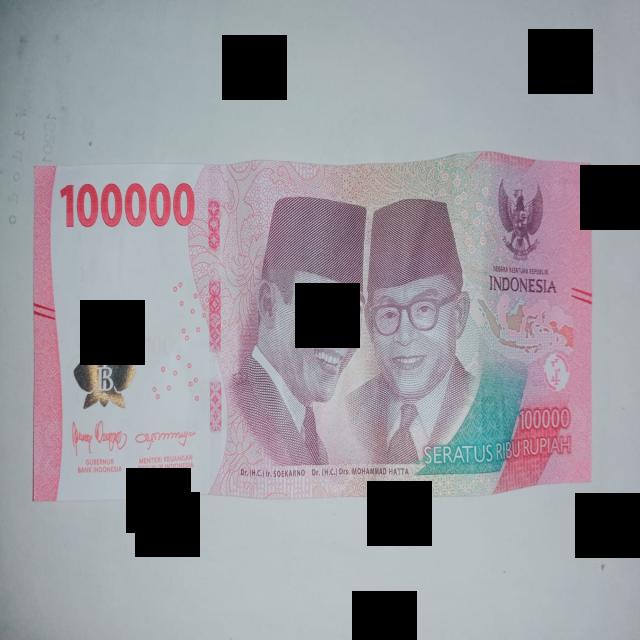 100000
NEGARA KESATUAN REPUBLIK
INDONESIA
B
100000
SERATUS RIBU RUPIAH
GUBERNUR
BANK INDONESIA
MENTERI KEUANGAN
INDONESIA
Dr. (H.C.) Ir. SOEKARNO Dr. (H.C.) Drs. MOHAMMAD HATTA